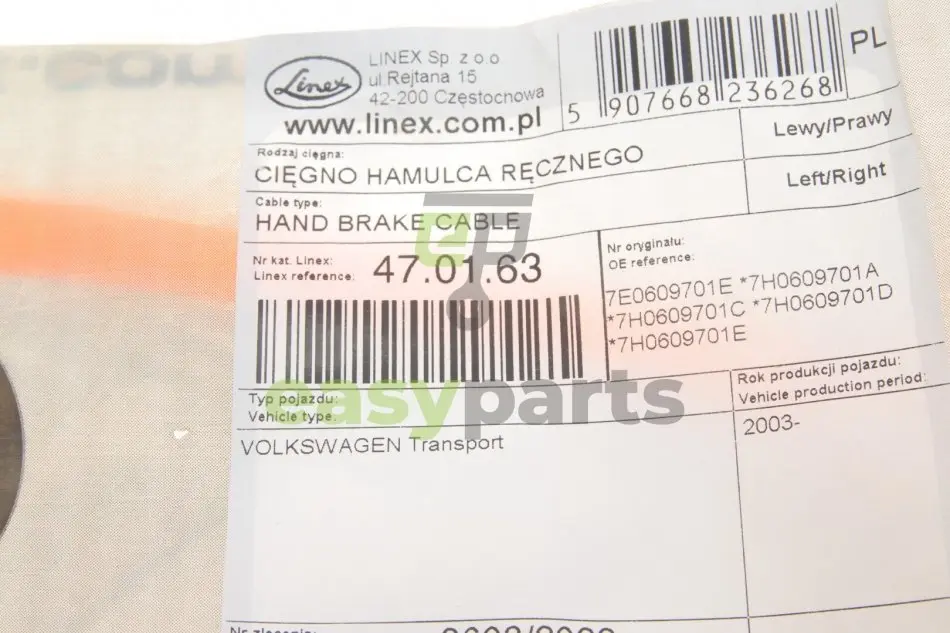 Linex
LINEX Sp. z o.o.
ul.Rejtana 15
42-200 Częstochowa
www.linex.com.pl
5 907668 236268
PL
Rodzaj cięgna:
CIĘGNO HAMULCA RĘCZNEGO
Lewy/Prawy
Cable type:
HAND BRAKE CABLE
Left/Right
Nr kat. Linex:
Linex reference:
47.01.63
Nr oryginału:
OE reference:
7E0609701E *7H0609701A
*7H0609701C *7H0609701D
*7H0609701E
easyparts
Typ pojazdu:
Vehicle type:
Rok produkcji pojazdu:
Vehicle production period:
VOLKSWAGEN Transport
2003-